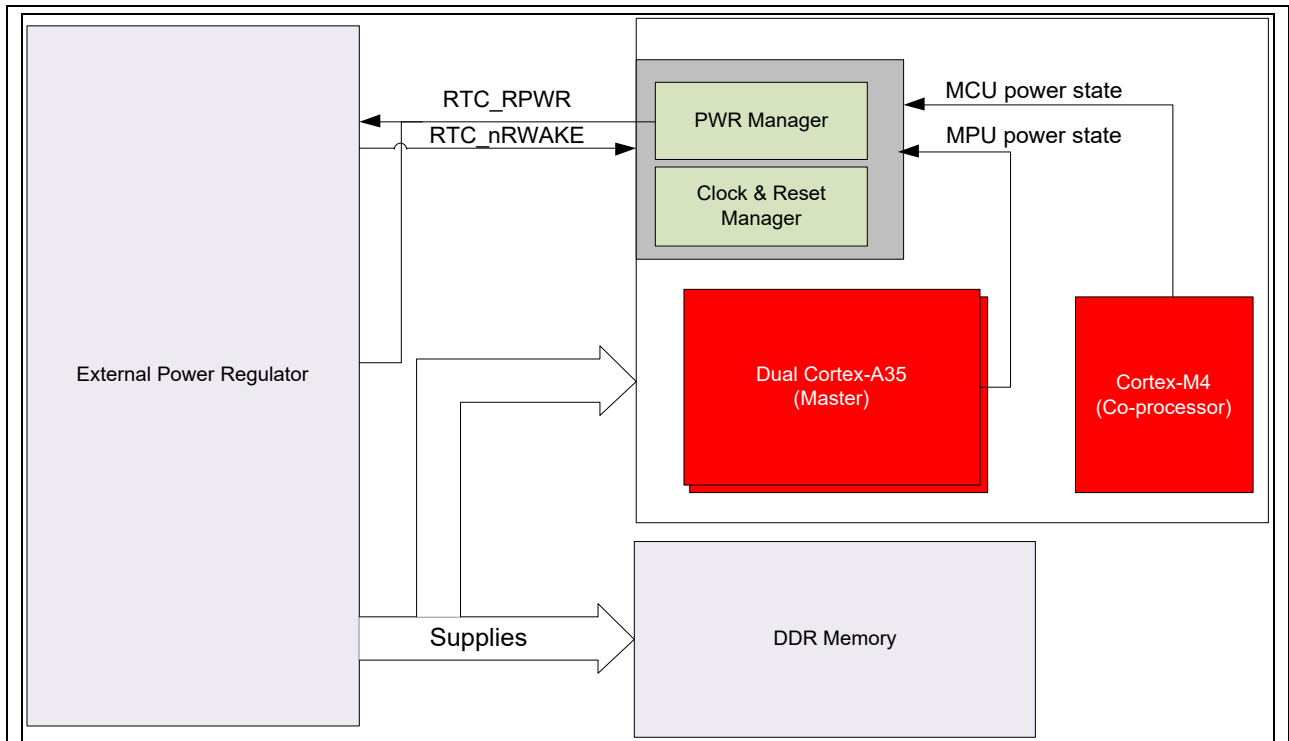 RTC_RPWR
RTC_nRWAKE
PWR Manager
Clock & Reset
Manager
MCU power state
MPU power state
External Power Regulator
Dual Cortex-A35
(Master)
Cortex-M4
(Co-processor)
Supplies
DDR Memory